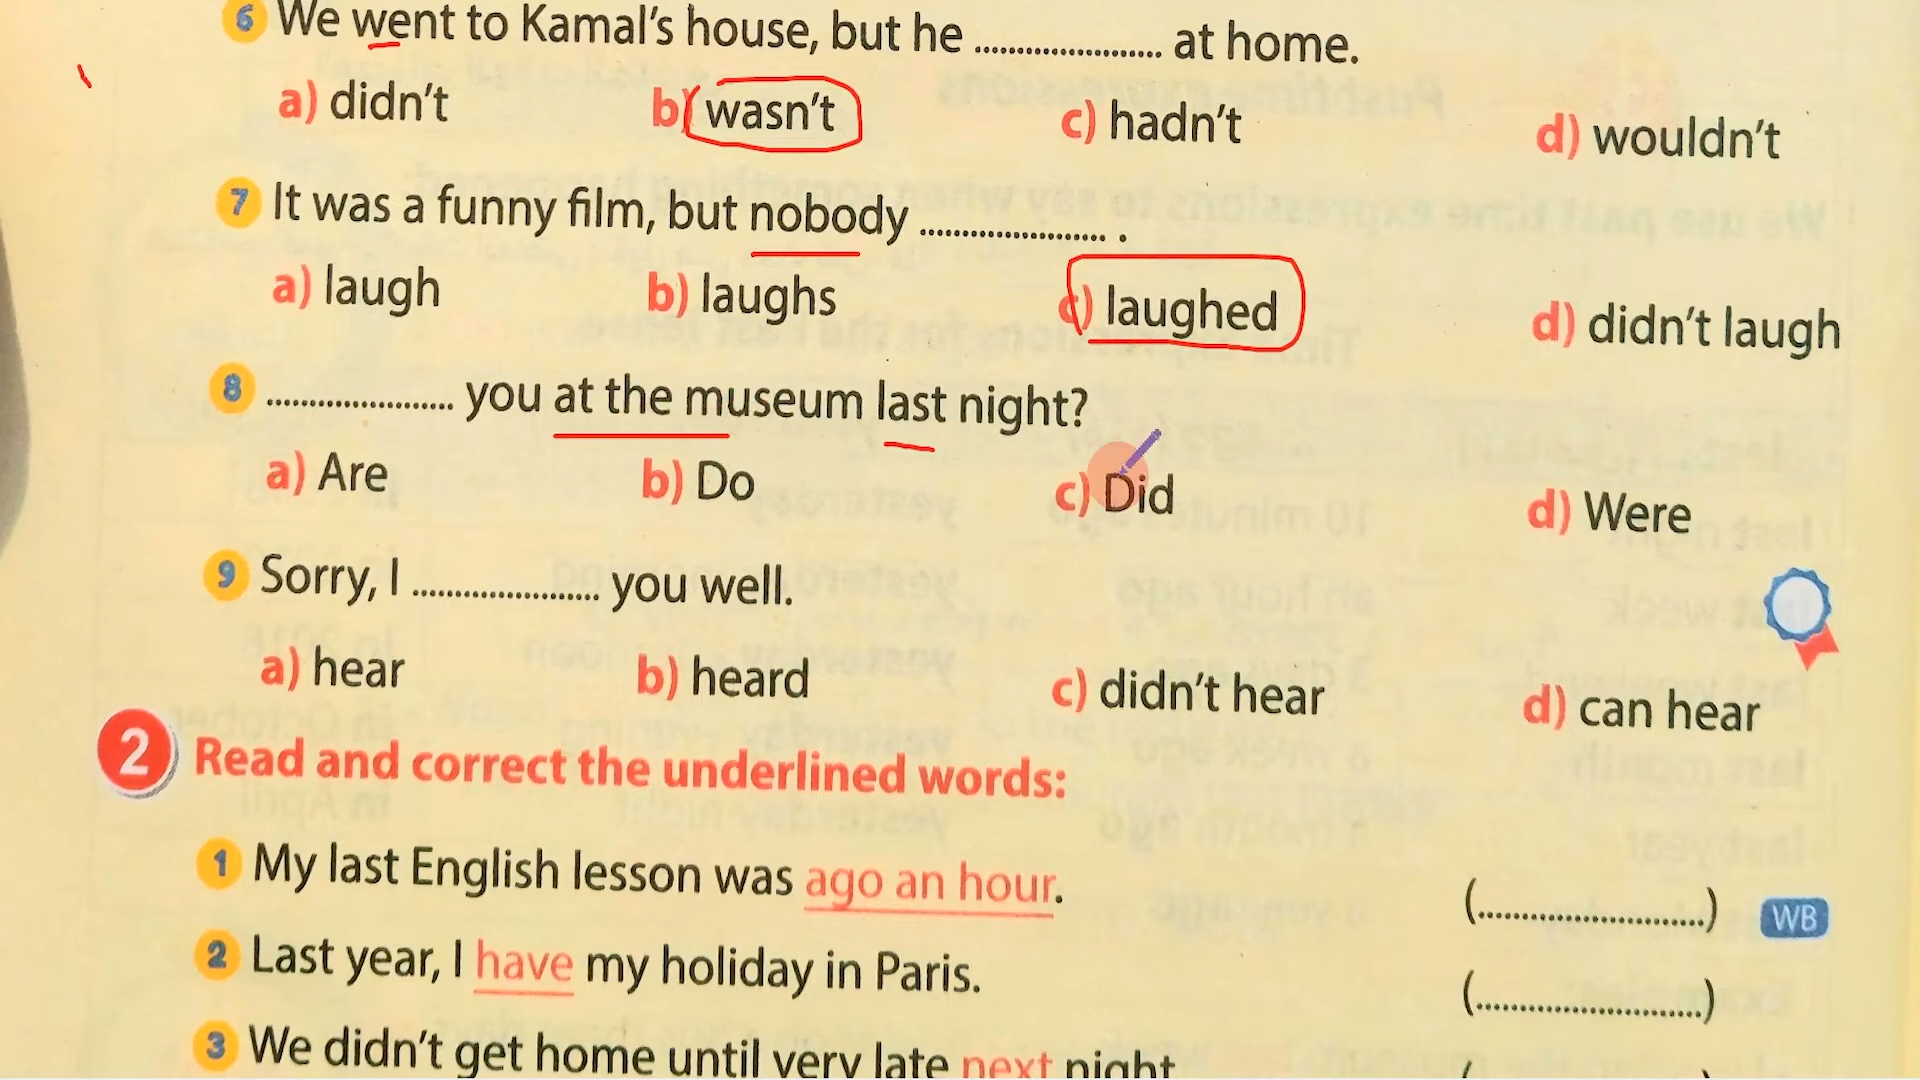 6 We went to Kamal's house, but he ........................ at home.
a) didn't b) wasn't c) hadn't d) wouldn't
7 It was a funny film, but nobody ........................ .
a) laugh b) laughs c) laughed d) didn't laugh
8 ........................ you at the museum last night?
a) Are b) Do c) Did d) Were
9 Sorry, I ........................ you well.
a) hear b) heard c) didn't hear d) can hear
2 Read and correct the underlined words:
1 My last English lesson was ago an hour. (.............................) WB
2 Last year, I have my holiday in Paris. (.............................)
3 We didn't get home until very late next night